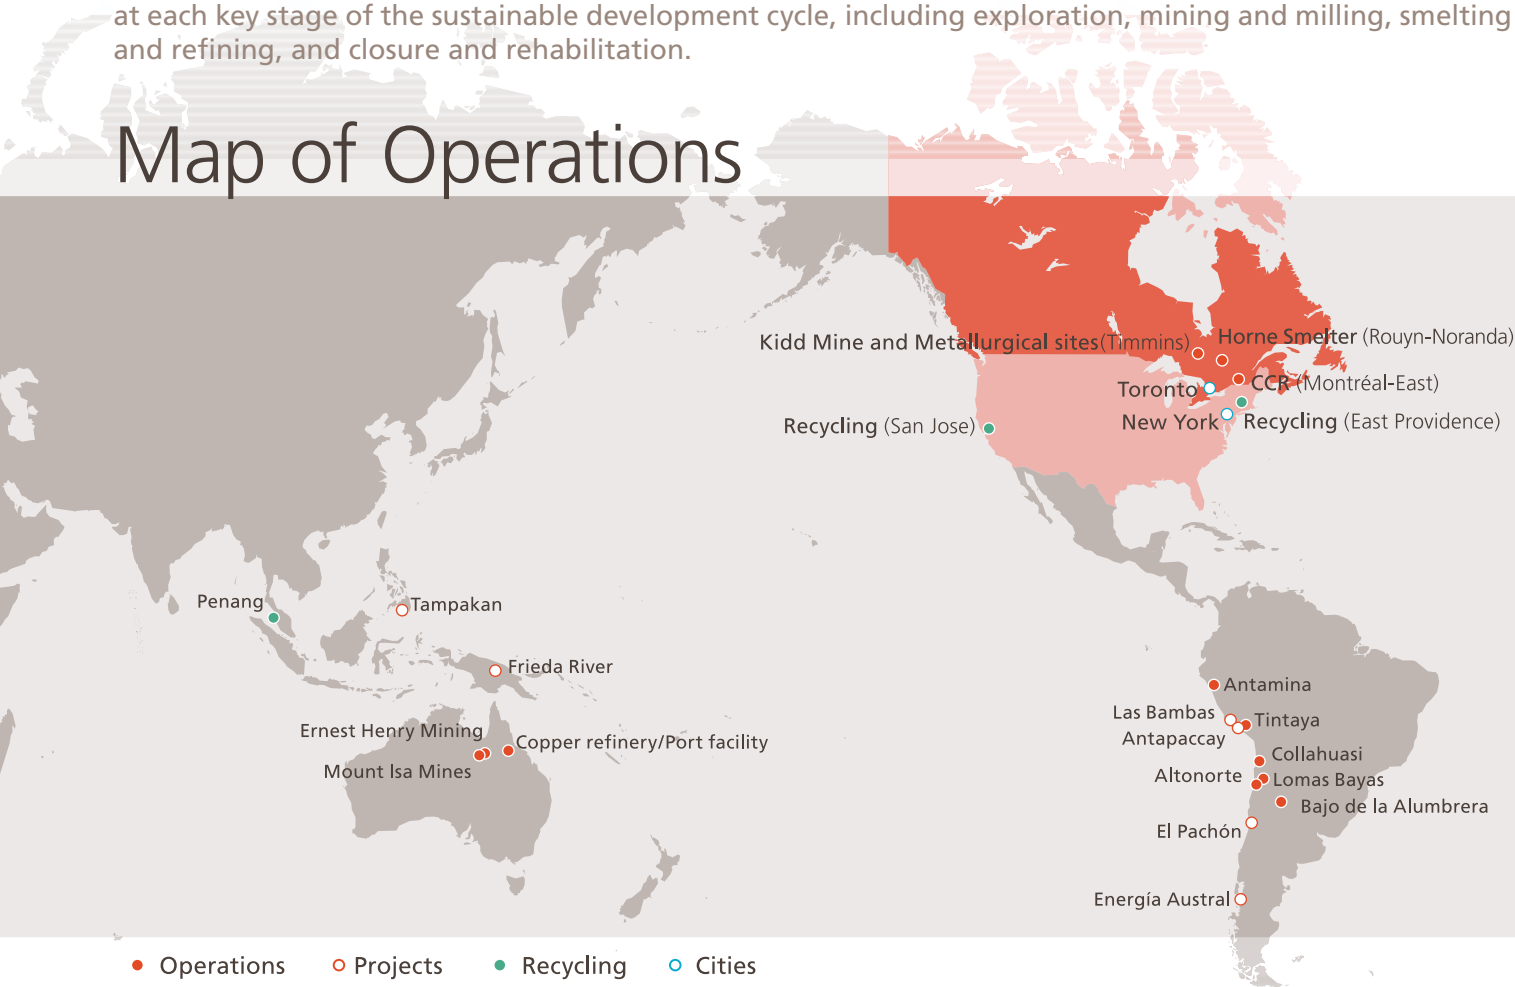 at each key stage of the sustainable development cycle, including exploration, mining and milling, smelting
and refining, and closure and rehabilitation.
Map of Operations
Kidd Mine and Metallurgical sites (Timmins)
Horne Smelter (Rouyn-Noranda)
Toronto
CCR (Montréal-East)
Recycling (San Jose)
New York
Recycling (East Providence)
Penang
Tampakan
Frieda River
Ernest Henry Mining
Copper refinery/Port facility
Mount Isa Mines
Antamina
Las Bambas
Tintaya
Antapaccay
Collahuasi
Altonorte
Lomas Bayas
Bajo de la Alumbrera
El Pachón
Energía Austral
Operations
Projects
Recycling
Cities